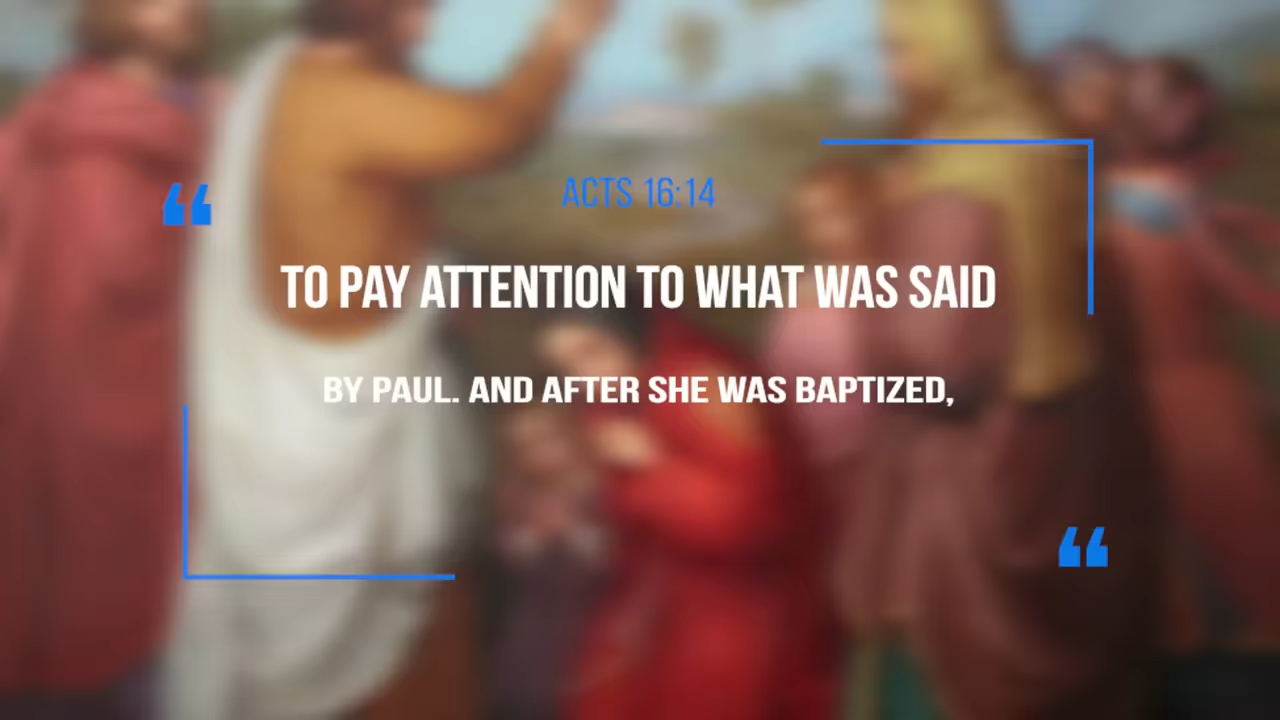 ACTS 16:14
TO PAY ATTENTION TO WHAT WAS SAID
BY PAUL. AND AFTER SHE WAS BAPTIZED,